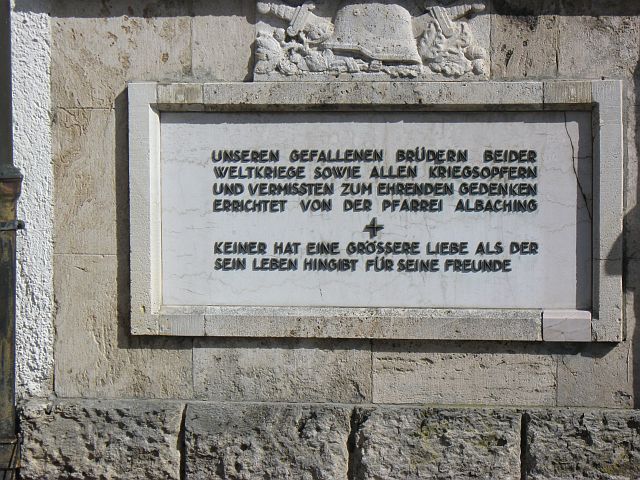 UNSEREN GEFALLENEN BRÜDERN BEIDER
WELTKRIEGE SOWIE ALLEN KRIEGSOPFERN
UND VERMISSTEN ZUM EHRENDEN GEDENKEN
ERRICHTET VON DER PFARREI ALBACHING
KEINER HAT EINE GRÖSSERE LIEBE ALS DER
SEIN LEBEN HINGIBT FÜR SEINE FREUNDE